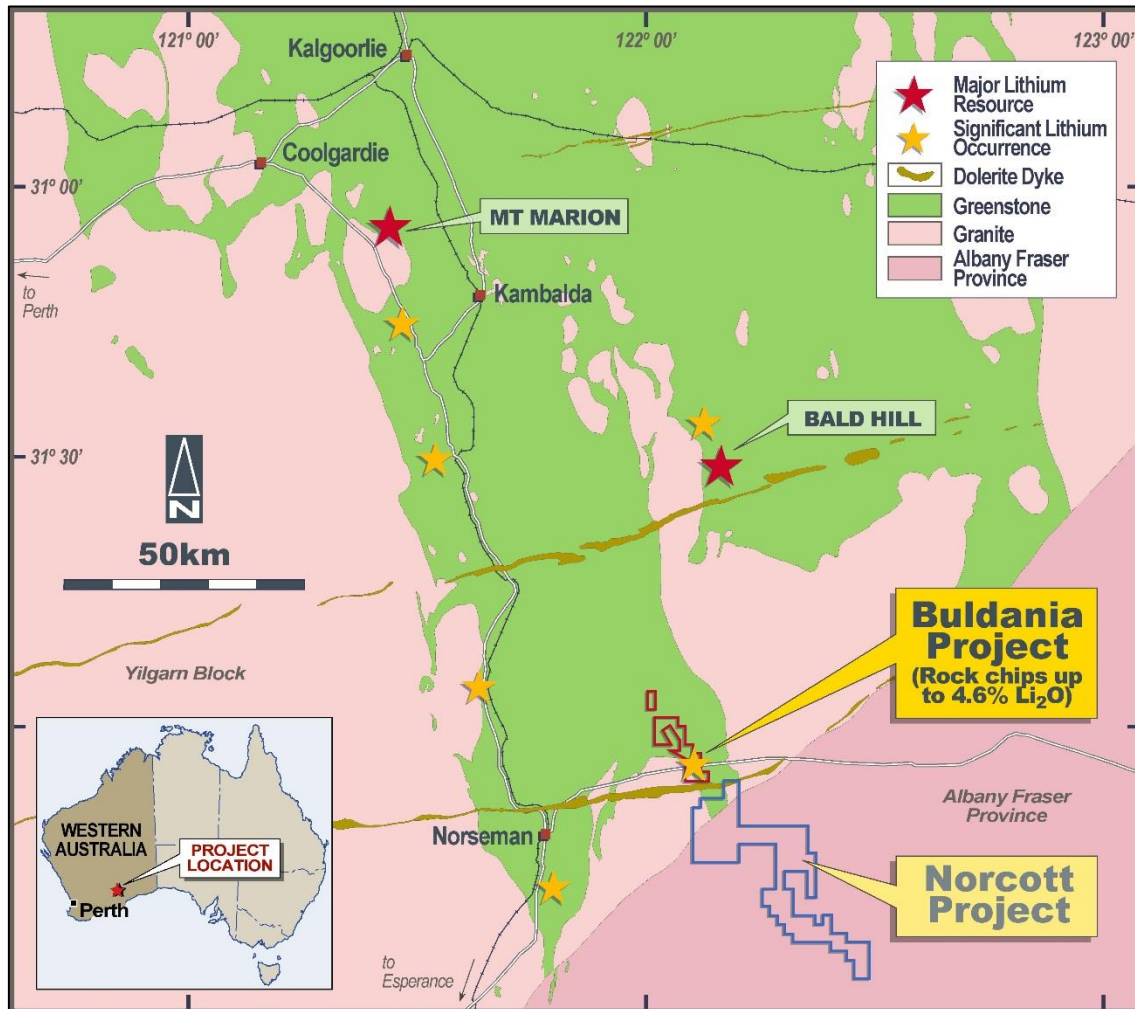 121° 00'
122° 00'
123° 00'
Kalgoorlie
Coolgardie
31° 00'
MT MARION
to
Perth
Kambalda
Major Lithium
Resource
Significant Lithium
Occurrence
Dolerite Dyke
Greenstone
Granite
Albany Fraser
Province
BALD HILL
31° 30'
N
50km
Yilgarn Block
Buldania
Project
(Rock chips up
to 4.6% Li₂O)
Albany Fraser
Province
Norseman
Norcott
Project
to
Esperance
WESTERN
AUSTRALIA
PROJECT
LOCATION
Perth